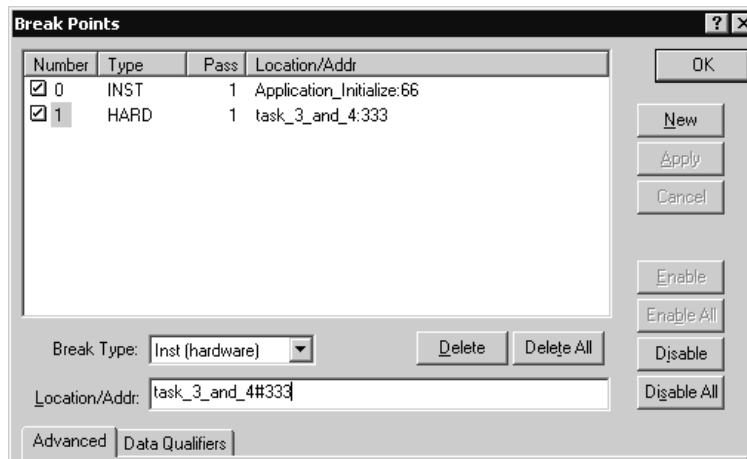 Break Points
Number Type Pass Location/Addr
0 INST 1 Application_Initialize:66
1 HARD 1 task_3_and_4:333
OK
New
Apply
Cancel
Enable
Enable All
Disable
Disable All
Break Type: Inst (hardware) Delete Delete All
Location/Addr: task_3_and_4#333
Advanced Data Qualifiers